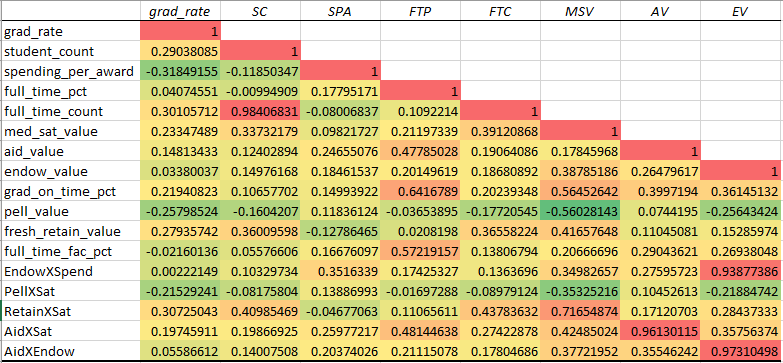 grad_rate SC SPA FTP FTC MSV AV EV
grad_rate 1
student_count 0.29038085 1
spending_per_award -0.31849155 -0.11850347 1
full_time_pct 0.04074551 -0.00994909 0.17795171 1
full_time_count 0.30105712 0.98406831 -0.08006837 0.1092214 1
med_sat_value 0.23347489 0.33732179 0.09821727 0.21197339 0.39120868 1
aid_value 0.14813433 0.12402894 0.24655076 0.47785028 0.19064086 0.17845968 1
endow_value 0.03380037 0.14976168 0.18461537 0.20149619 0.18680892 0.38785186 0.26479617 1
grad_on_time_pct 0.21940823 0.10657702 0.14993922 0.6416789 0.20239348 0.56452642 0.3997194 0.36145132
pell_value -0.25798524 -0.1604207 0.11836124 -0.03653895 -0.17720545 -0.56028143 0.0744195 -0.25643424
fresh_retain_value 0.27935742 0.36009598 -0.12786465 0.0208198 0.36558224 0.41657648 0.11045081 0.15285974
full_time_fac_pct -0.02160136 0.05576606 0.16676097 0.57219157 0.13806794 0.20666696 0.29043621 0.26938048
EndowXSpend 0.00222149 0.10329734 0.3516339 0.17425327 0.1363696 0.34982657 0.27595723 0.93877386
PellXSat -0.21529241 -0.08175804 0.13886993 -0.01697288 -0.08979124 -0.35325216 0.10452613 -0.21884742
RetainXSat 0.30725043 0.40985469 -0.04677063 0.11065611 0.43783632 0.71654874 0.17120703 0.28437333
AidXSat 0.19745911 0.19866925 0.25977217 0.48144638 0.27422878 0.42485024 0.96130115 0.35756374
AidXEndow 0.05586612 0.14007508 0.20374026 0.21115078 0.17804686 0.37721952 0.35546242 0.97310498